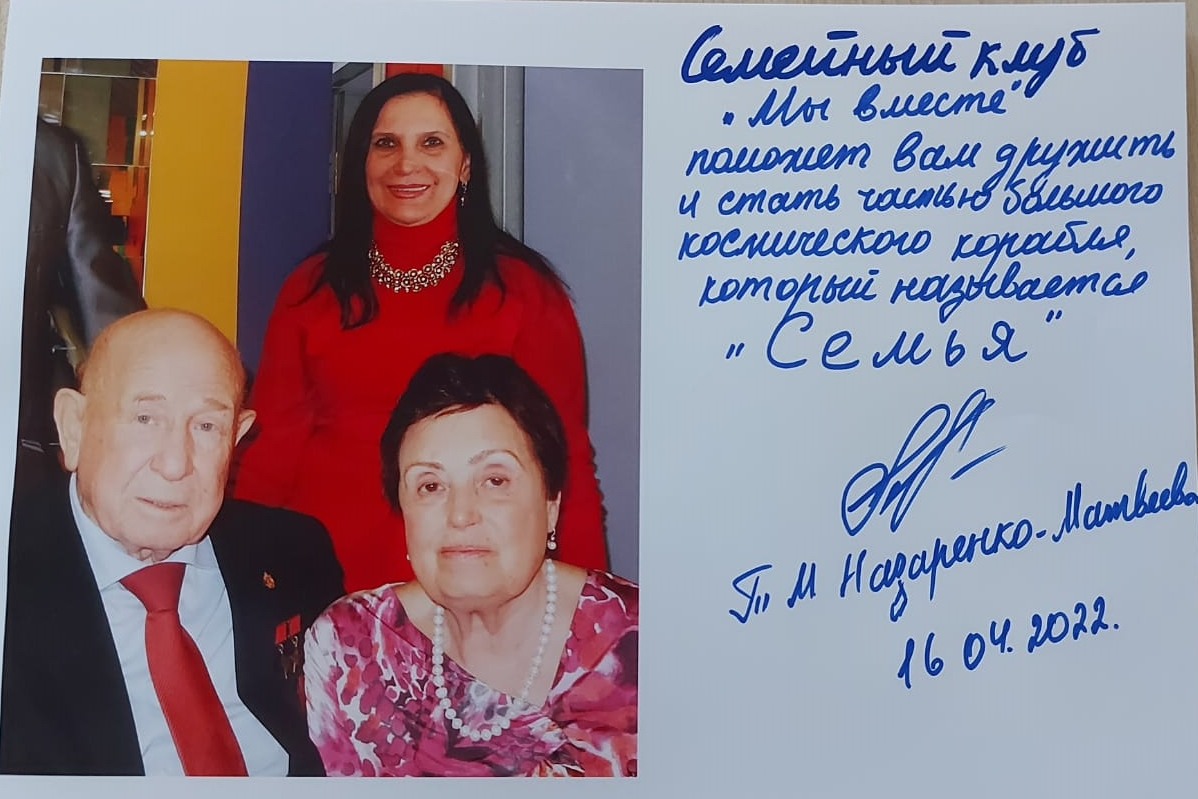 Семейный клуб
"Мы вместе"
поможет вам дружить
и стать частью большого
космического корабля,
который называется
"Семья"
Т М Назаренко-Матвеева
16 04. 2022.